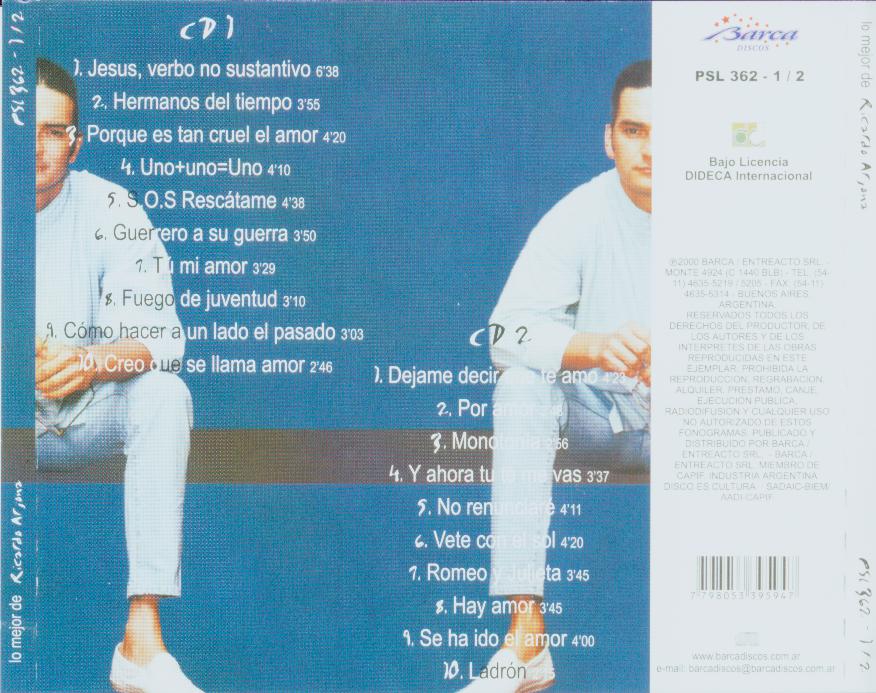 CD 1
1. Jesus, verbo no sustantivo 6'38
2. Hermanos del tiempo 3'55
3. Porque es tan cruel el amor 4'20
4. Uno+uno=Uno 4'10
5. S.O.S Rescátame 4'38
6. Guerrero a su guerra 3'50
7. Tú mi amor 3'29
8. Fuego de juventud 3'10
9. Cómo hacer a un lado el pasado 3'03
10. Creo que se llama amor 2'46
CD 2
1. Dejame decir que te amo 4'23
2. Por amor
3. Monotonía 3'56
4. Y ahora tu te me vas 3'37
5. No renunciaré 4'11
6. Vete con el sol 4'20
7. Romeo y Julieta 3'45
8. Hay amor 3'45
9. Se ha ido el amor 4'00
10. Ladrón
Barca
DISCOS
PSL 362 - 1 / 2
Bajo Licencia
DIDECA Internacional
℗2000 BARCA / ENTREACTO SRL. -
MONTE 4924 (C 1440 BLB) - TEL. (54-
11) 4635-5219 / 5205 - FAX: (54-11)
4635-5314 - BUENOS AIRES,
ARGENTINA.
RESERVADOS TODOS LOS
DERECHOS DEL PRODUCTOR, DE
LOS AUTORES Y DE LOS
INTERPRETES DE LAS OBRAS
REPRODUCIDAS EN ESTE
EJEMPLAR. PROHIBIDA LA
REPRODUCCION, REGRABACION,
ALQUILER, PRESTAMO, CANJE,
EJECUCION PUBLICA,
RADIODIFUSION Y CUALQUIER USO
NO AUTORIZADO DE ESTOS
FONOGRAMAS. PUBLICADO Y
DISTRIBUIDO POR BARCA /
ENTREACTO SRL. - BARCA /
ENTREACTO SRL. MIEMBRO DE
CAPIF. INDUSTRIA ARGENTINA
DISCO ES CULTURA - SADAIC-BIEM/
AADI-CAPIF
7 798053 395947
www.barcadiscos.com.ar
e-mail: barcadiscos@barcadiscos.com.ar
lo mejor de Ricardo Arjona
PSL 362 - 1 / 2
lo mejor de Ricardo Arjona
PSL 362 - 1 / 2